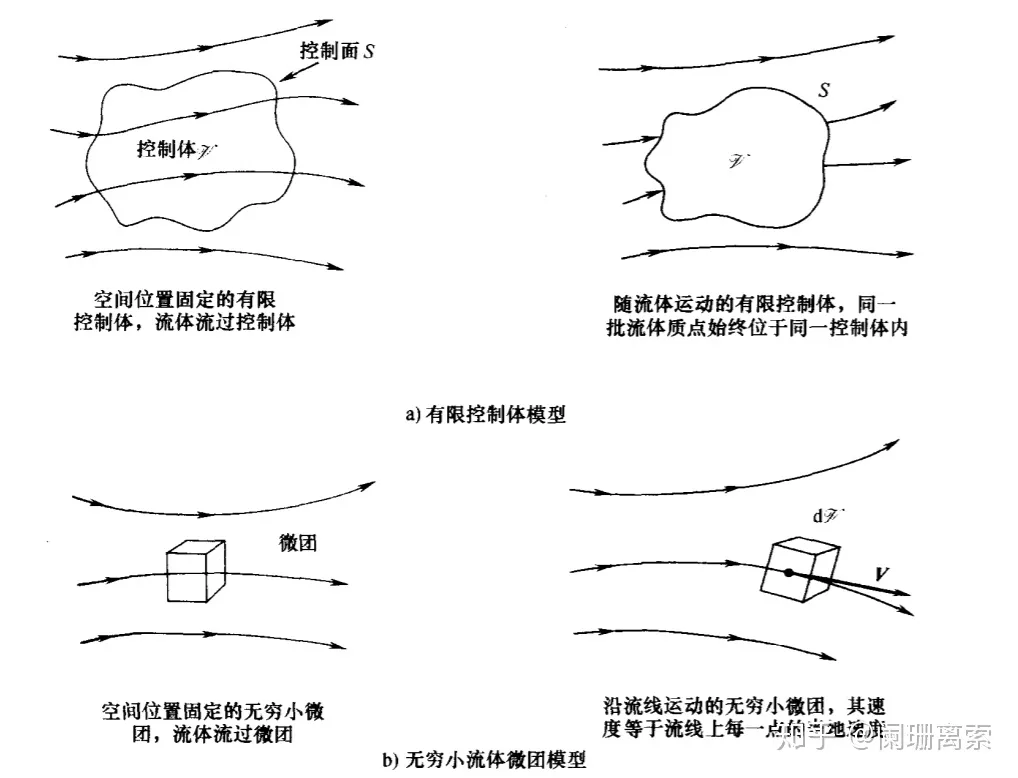 控制面 S
控制体 𝒱
空间位置固定的有限
控制体，流体流过控制体
S
𝒱
随流体运动的有限控制体，同一
批流体质点始终位于同一控制体内
a) 有限控制体模型
微团
空间位置固定的无穷小微
团，流体流过微团
d𝒱
V
沿流线运动的无穷小微团，其速
度等于流线上每一点的当地速度
b) 无穷小流体微团模型
知乎 @阑珊离索